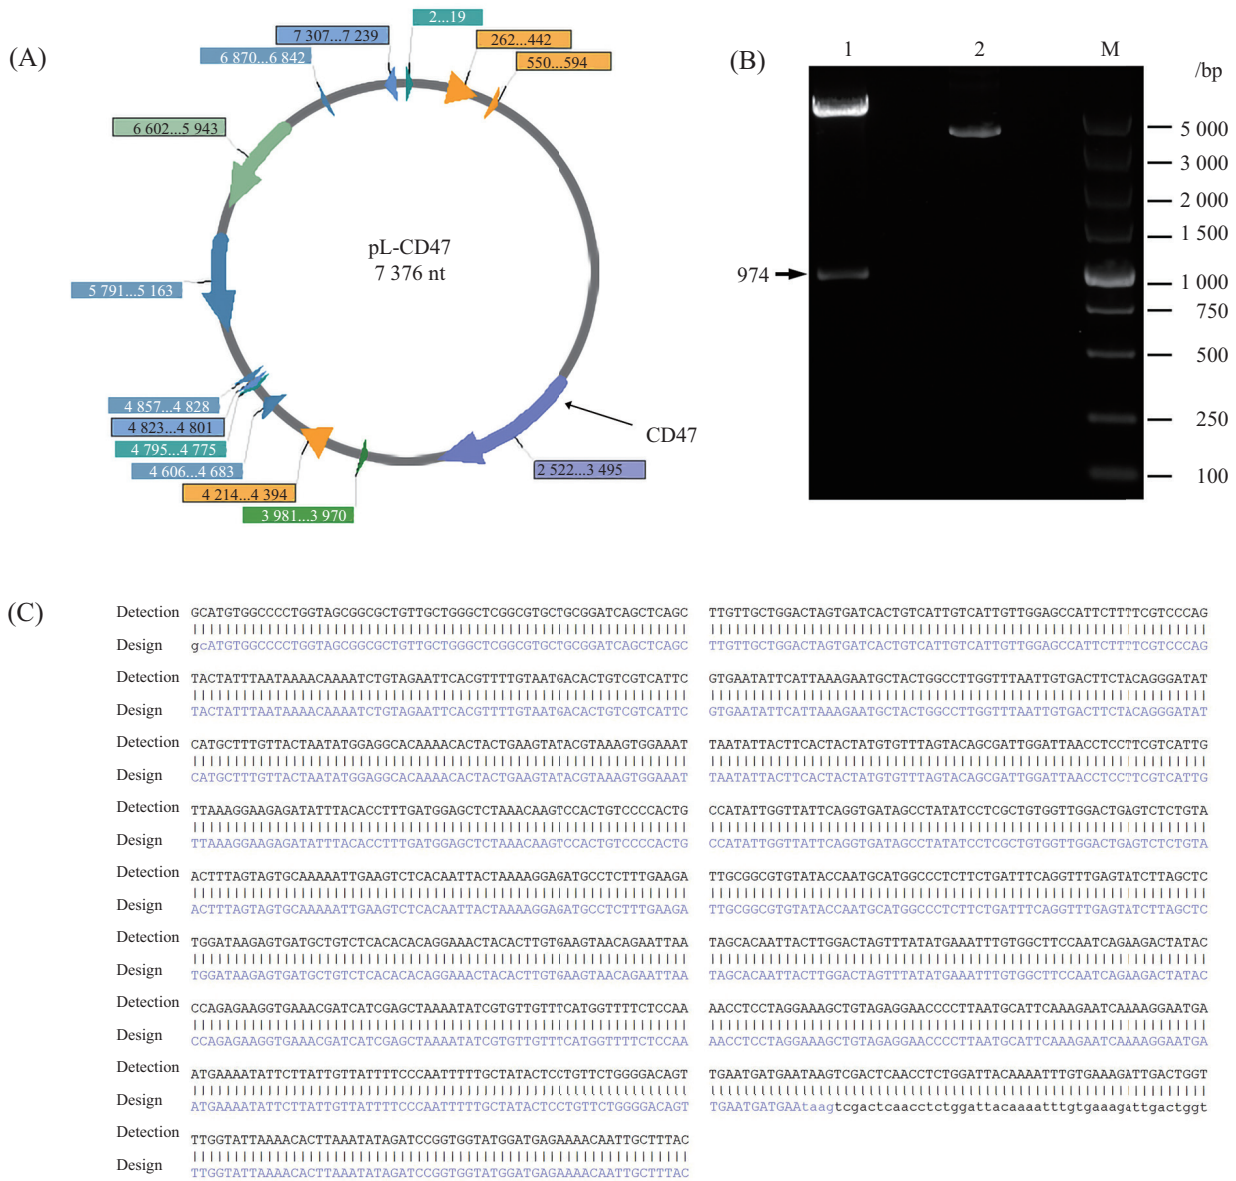 (A)
2...19
7 307...7 239
262...442
6 870...6 842
550...594
6 602...5 943
pL-CD47
7 376 nt
5 791...5 163
4 857...4 828
4 823...4 801
4 795...4 775
4 606...4 683
4 214...4 394
3 981...3 970
2 522...3 495
CD47
(B)
1 2 M
/bp
5 000
3 000
2 000
1 500
974
1 000
750
500
250
100
(C)
Detection GCATGTGGCCCCTGGTAGCGGCGCTGTTGCTGGGCTCGGCGTGCTGCGGATCAGCTCAGC
Design gcATGTGGCCCCTGGTAGCGGCGCTGTTGCTGGGCTCGGCGTGCTGCGGATCAGCTCAGC
Detection TACTATTTAATAAAACAAAATCTGTAGAATTCACGTTTTGTAATGACACTGTCGTCATTC
Design TACTATTTAATAAAACAAAATCTGTAGAATTCACGTTTTGTAATGACACTGTCGTCATTC
Detection CATGCTTTGTTACTAATATGGAGGCACAAAACACTACTGAAGTATACGTAAAGTGGAAAT
Design CATGCTTTGTTACTAATATGGAGGCACAAAACACTACTGAAGTATACGTAAAGTGGAAAT
Detection TTAAAGGAAGAGATATTTACACCTTTGATGGAGCTCTAAACAAGTCCACTGTCCCCACTG
Design TTAAAGGAAGAGATATTTACACCTTTGATGGAGCTCTAAACAAGTCCACTGTCCCCACTG
Detection ACTTTAGTAGTGCAAAAATTGAAGTCTCACAATTACTAAAAGGAGATGCCTCTTTGAAGA
Design ACTTTAGTAGTGCAAAAATTGAAGTCTCACAATTACTAAAAGGAGATGCCTCTTTGAAGA
Detection TGGATAAGAGTGATGCTGTCTCACACACAGGAAACTACACTTGTGAAGTAACAGAATTAA
Design TGGATAAGAGTGATGCTGTCTCACACACAGGAAACTACACTTGTGAAGTAACAGAATTAA
Detection CCAGAGAAGGTGAAACGATCATCGAGCTAAAATATCGTGTTGTTTCATGGTTTTCTCCAA
Design CCAGAGAAGGTGAAACGATCATCGAGCTAAAATATCGTGTTGTTTCATGGTTTTCTCCAA
Detection ATGAAAATATTCTTATTGTTATTTTCCCAATTTTTGCTATACTCCTGTTCTGGGGACAGT
Design ATGAAAATATTCTTATTGTTATTTTCCCAATTTTTGCTATACTCCTGTTCTGGGGACAGT
Detection TTGGTATTAAAACACTTAAATATAGATCCGGTGGTATGGATGAGAAAACAATTGCTTTAC
Design TTGGTATTAAAACACTTAAATATAGATCCGGTGGTATGGATGAGAAAACAATTGCTTTAC
TTGTTGCTGGACTAGTGATCACTGTCATTGTCATTGTTGGAGCCATTCTTTTCGTCCCAG
TTGTTGCTGGACTAGTGATCACTGTCATTGTCATTGTTGGAGCCATTCTTTTCGTCCCAG
GTGAATATTCATTAAAGAATGCTACTGGCCTTGGTTTAATTGTGACTTCTACAGGGATAT
GTGAATATTCATTAAAGAATGCTACTGGCCTTGGTTTAATTGTGACTTCTACAGGGATAT
TAATATTACTTCACTACTATGTGTTTAGTACAGCGATTGGATTAACCTCCTTCGTCATTG
TAATATTACTTCACTACTATGTGTTTAGTACAGCGATTGGATTAACCTCCTTCGTCATTG
CCATATTGGTTATTCAGGTGATAGCCTATATCCTCGCTGTGGTTGGACTGAGTCTCTGTA
CCATATTGGTTATTCAGGTGATAGCCTATATCCTCGCTGTGGTTGGACTGAGTCTCTGTA
TTGCGGCGTGTATACCAATGCATGGCCCTCTTCTGATTTCAGGTTTGAGTATCTTAGCTC
TTGCGGCGTGTATACCAATGCATGGCCCTCTTCTGATTTCAGGTTTGAGTATCTTAGCTC
TAGCACAATTACTTGGACTAGTTTATATGAAATTTGTGGCTTCCAATCAGAAGACTATAC
TAGCACAATTACTTGGACTAGTTTATATGAAATTTGTGGCTTCCAATCAGAAGACTATAC
AACCTCCTAGGAAAGCTGTAGAGGAACCCCTTAATGCATTCAAAGAATCAAAAGGAATGA
AACCTCCTAGGAAAGCTGTAGAGGAACCCCTTAATGCATTCAAAGAATCAAAAGGAATGA
TGAATGATGAATAAGTCGACTCAACCTCTGGATTACAAAATTTGTGAAAGATTGACTGGT
TGAATGATGAAtaagtcgactcaacctctggattacaaaatttgtgaaagattgactggt